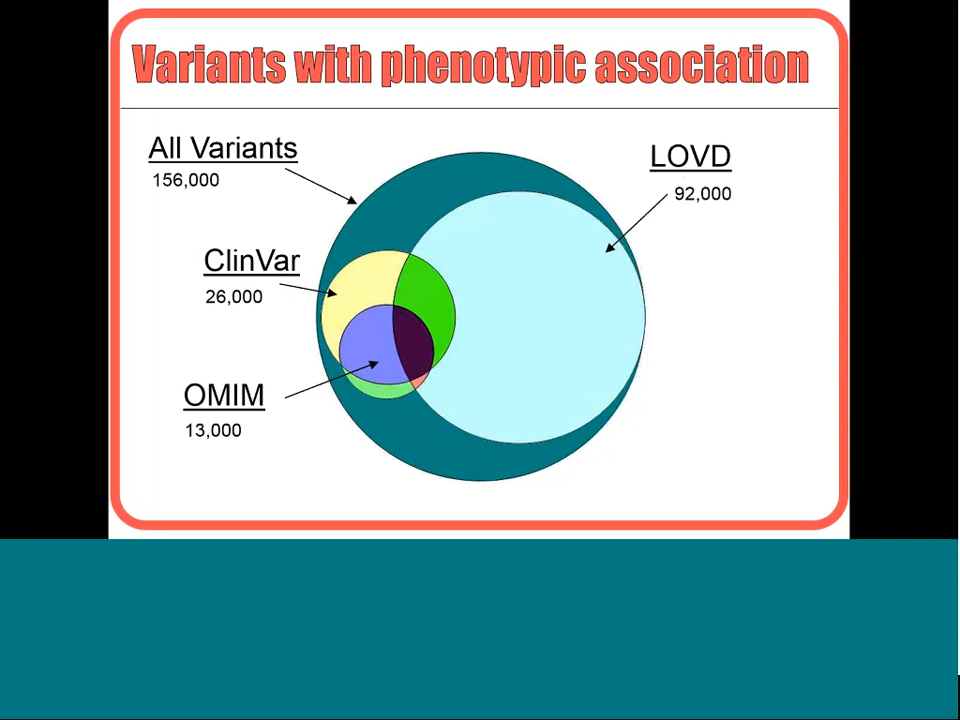 Variants with phenotypic association
All Variants
156,000
LOVD
92,000
ClinVar
26,000
OMIM
13,000